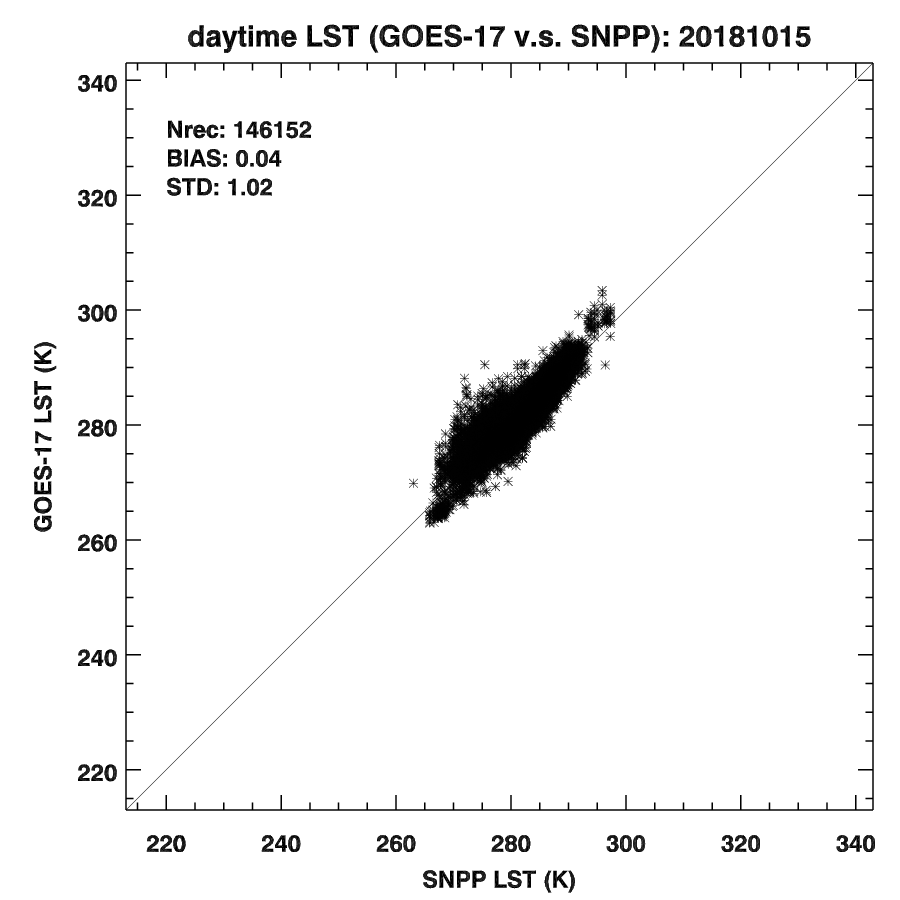 daytime LST (GOES-17 v.s. SNPP): 20181015
340
Nrec: 146152
BIAS: 0.04
STD: 1.02
320
300
GOES-17 LST (K)
280
260
240
220
220 240 260 280 300 320 340
SNPP LST (K)